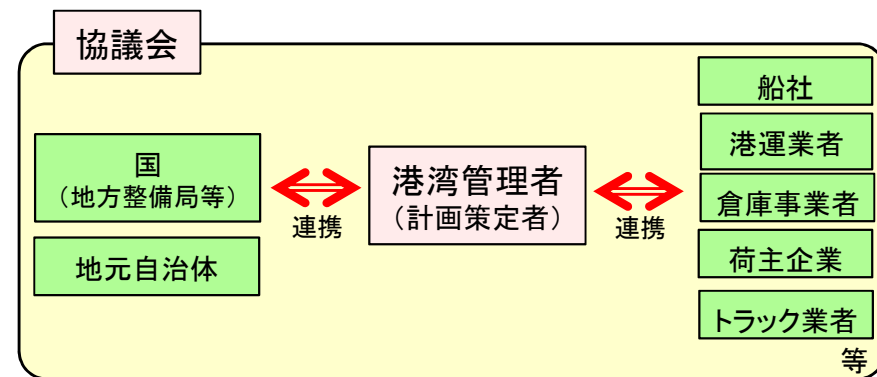 協議会
国
（地方整備局等）
地元自治体
連携
港湾管理者
（計画策定者）
連携
船社
港運業者
倉庫事業者
荷主企業
トラック業者
等